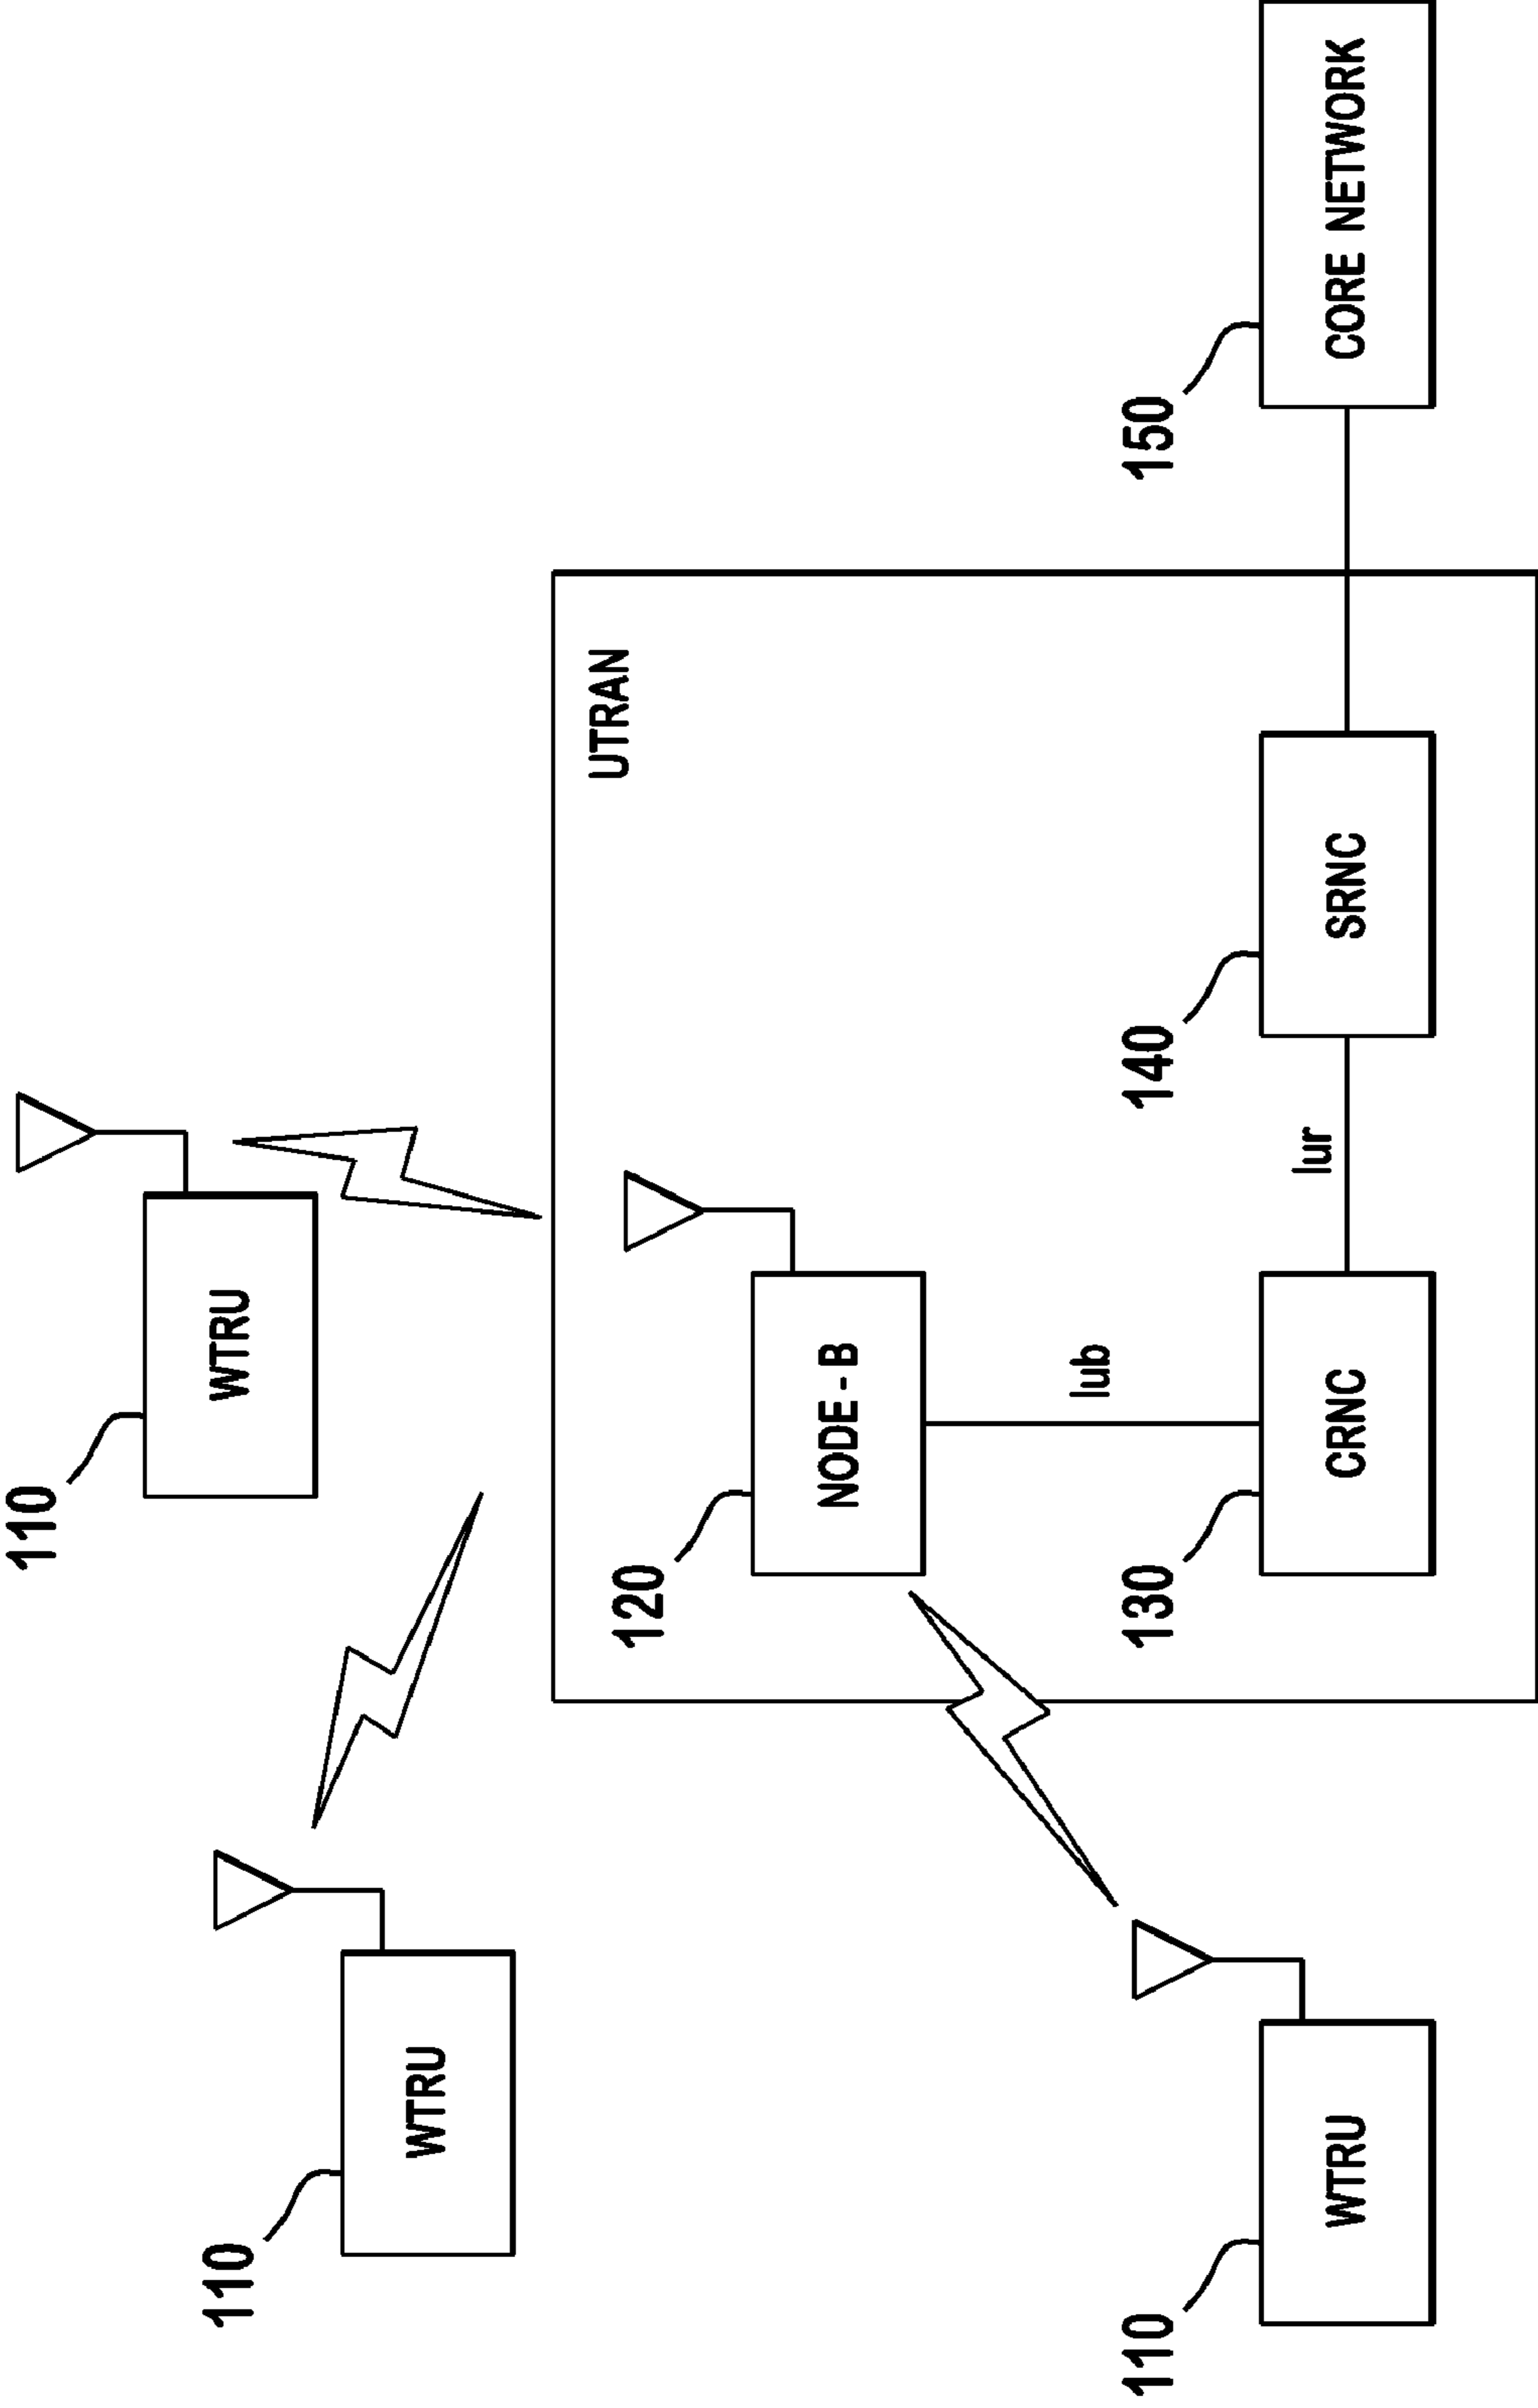 110
WTRU
110
WTRU
UTRAN
120
NODE - B
Iub
Iur
110
WTRU
130
CRNC
140
SRNC
150
CORE NETWORK